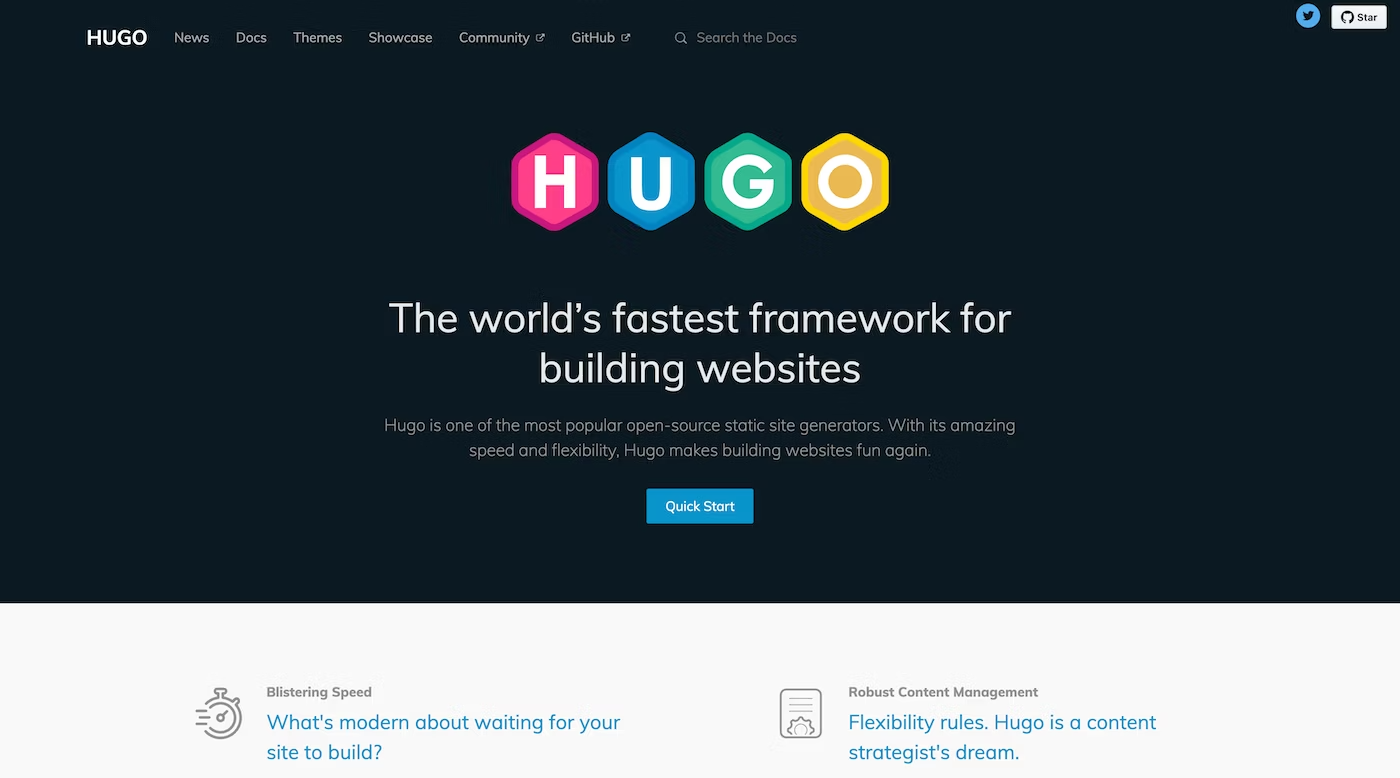 HUGO News Docs Themes Showcase Community GitHub Search the Docs Star
HUGO
The world’s fastest framework for
building websites
Hugo is one of the most popular open-source static site generators. With its amazing
speed and flexibility, Hugo makes building websites fun again.
Quick Start
Blistering Speed
What's modern about waiting for your
site to build?
Robust Content Management
Flexibility rules. Hugo is a content
strategist's dream.